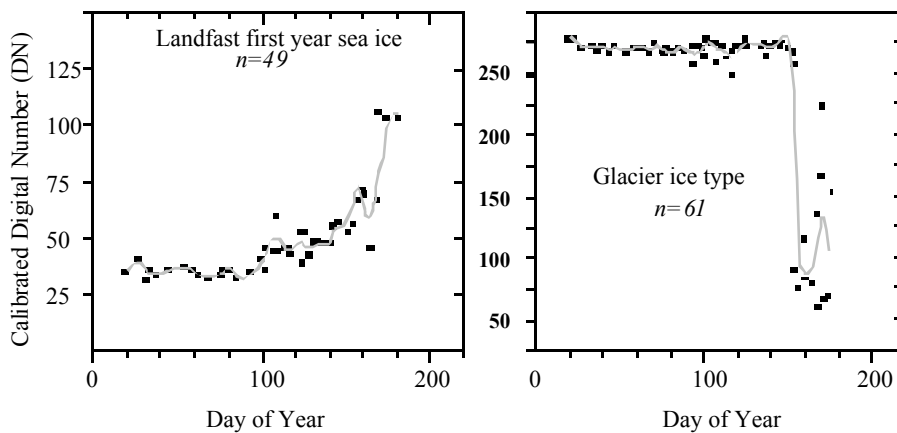 Calibrated Digital Number (DN)
Landfast first year sea ice
n=49
125
100
75
50
25
0
100
200
Day of Year
250
200
150
100
50
Glacier ice type
n=61
0
100
200
Day of Year